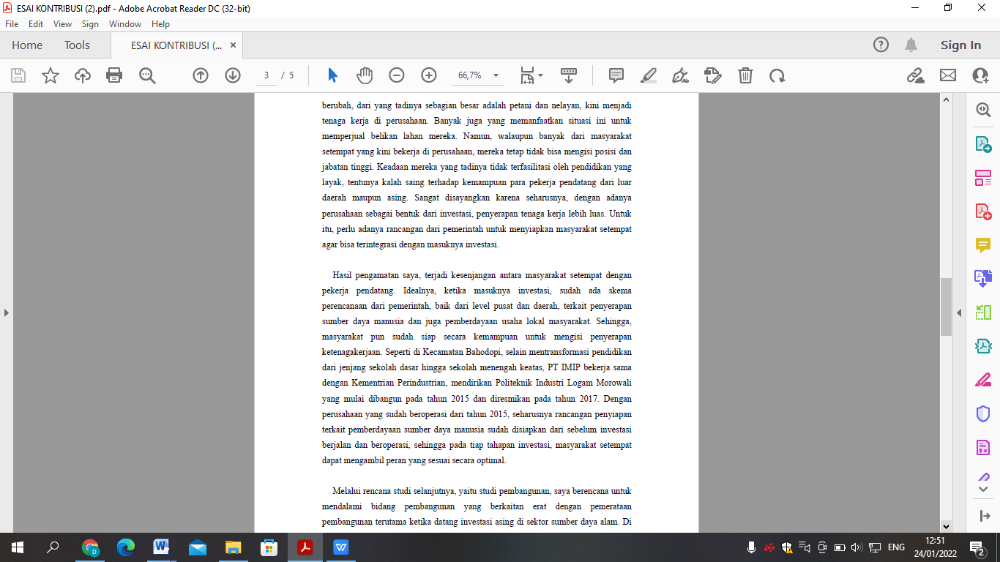 ESAI KONTRIBUSI (2).pdf - Adobe Acrobat Reader DC (32-bit)
File Edit View Sign Window Help
Home Tools ESAI KONTRIBUSI (... × ? Sign In
3 / 5 66,7%
berubah, dari yang tadinya sebagian besar adalah petani dan nelayan, kini menjadi
tenaga kerja di perusahaan. Banyak juga yang memanfaatkan situasi ini untuk
memperjual belikan lahan mereka. Namun, walaupun banyak dari masyarakat
setempat yang kini bekerja di perusahaan, mereka tetap tidak bisa mengisi posisi dan
jabatan tinggi. Keadaan mereka yang tadinya tidak terfasilitasi oleh pendidikan yang
layak, tentunya kalah saing terhadap kemampuan para pekerja pendatang dari luar
daerah maupun asing. Sangat disayangkan karena seharusnya, dengan adanya
perusahaan sebagai bentuk dari investasi, penyerapan tenaga kerja lebih luas. Untuk
itu, perlu adanya rancangan dari pemerintah untuk menyiapkan masyarakat setempat
agar bisa terintegrasi dengan masuknya investasi.
Hasil pengamatan saya, terjadi kesenjangan antara masyarakat setempat dengan
pekerja pendatang. Idealnya, ketika masuknya investasi, sudah ada skema
perencanaan dari pemerintah, baik dari level pusat dan daerah, terkait penyerapan
sumber daya manusia dan juga pemberdayaan usaha lokal masyarakat. Sehingga,
masyarakat pun sudah siap secara kemampuan untuk mengisi penyerapan
ketenagakerjaan. Seperti di Kecamatan Bahodopi, selain mentransformasi pendidikan
dari jenjang sekolah dasar hingga sekolah menengah keatas, PT IMIP bekerja sama
dengan Kementrian Perindustrian, mendirikan Politeknik Industri Logam Morowali
yang mulai dibangun pada tahun 2015 dan diresmikan pada tahun 2017. Dengan
perusahaan yang sudah beroperasi dari tahun 2015, seharusnya rancangan penyiapan
terkait pemberdayaan sumber daya manusia sudah disiapkan dari sebelum investasi
berjalan dan beroperasi, sehingga pada tiap tahapan investasi, masyarakat setempat
dapat mengambil peran yang sesuai secara optimal.
Melalui rencana studi selanjutnya, yaitu studi pembangunan, saya berencana untuk
mendalami bidang pembangunan yang berkaitan erat dengan pemerataan
pembangunan terutama ketika datang investasi asing di sektor sumber daya alam. Di
ENG 12:51
24/01/2022 2